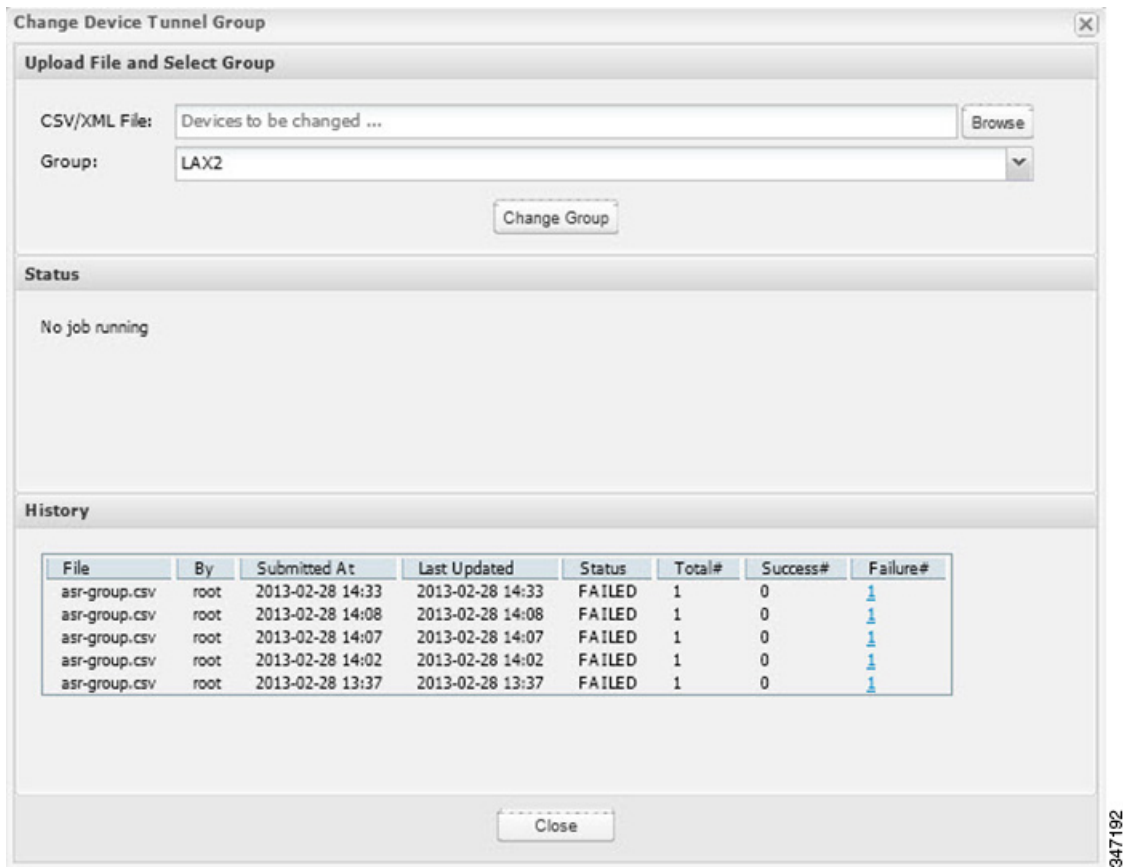 Change Device Tunnel Group
Upload File and Select Group
CSV/XML File: Devices to be changed ... Browse
Group: LAX2
Change Group
Status
No job running
History
File By Submitted At Last Updated Status Total# Success# Failure#
asr-group.csv root 2013-02-28 14:33 2013-02-28 14:33 FAILED 1 0 1
asr-group.csv root 2013-02-28 14:08 2013-02-28 14:08 FAILED 1 0 1
asr-group.csv root 2013-02-28 14:07 2013-02-28 14:07 FAILED 1 0 1
asr-group.csv root 2013-02-28 14:02 2013-02-28 14:02 FAILED 1 0 1
asr-group.csv root 2013-02-28 13:37 2013-02-28 13:37 FAILED 1 0 1
Close
347192